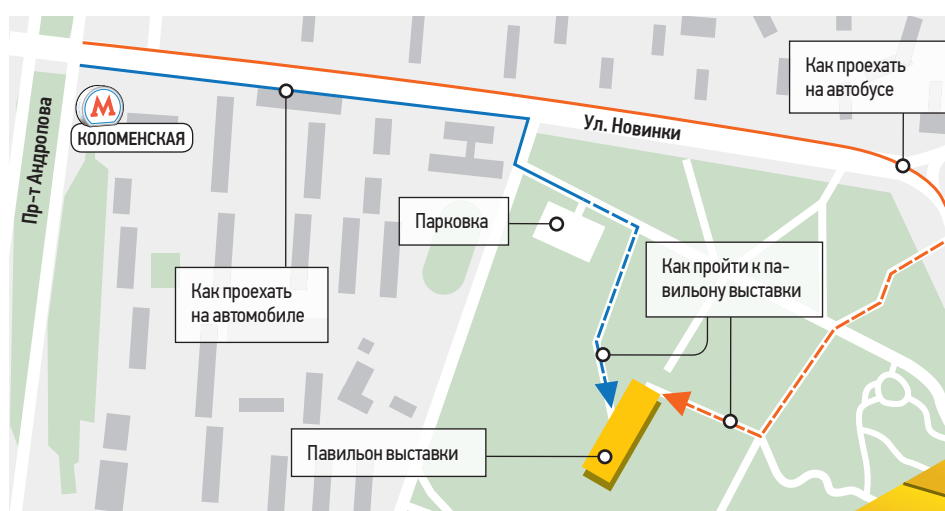 Как проехать
на автобусе
Ул. Новинки
М
КОЛОМЕНСКАЯ
Пр-т Андропова
Парковка
Как пройти к па-
вильону выставки
Как проехать
на автомобиле
Павильон выставки